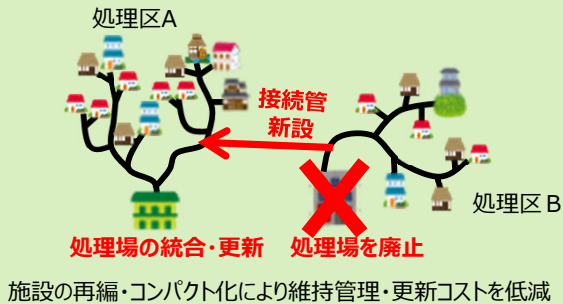 処理区A
接続管
新設
処理区B
処理場の統合・更新
処理場を廃止
施設の再編・コンパクト化により維持管理・更新コストを低減